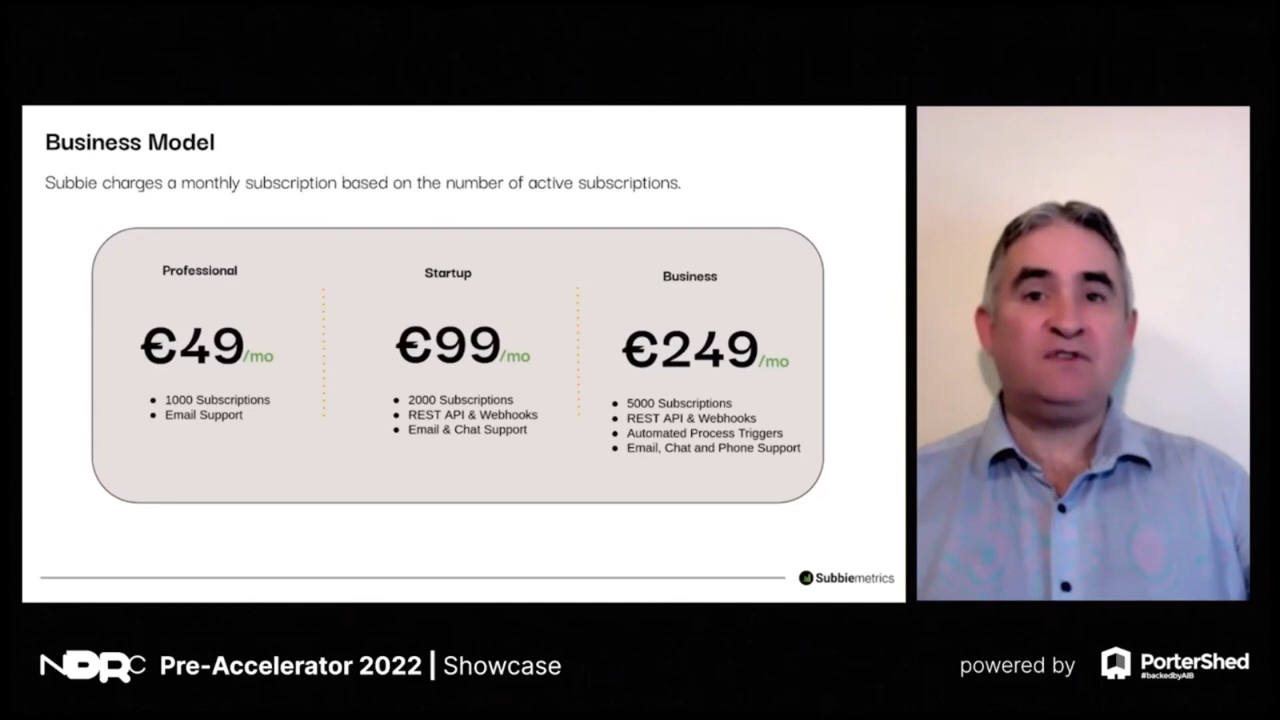 Business Model
Subbie charges a monthly subscription based on the number of active subscriptions.
Professional
€49/mo
● 1000 Subscriptions
● Email Support
Startup
€99/mo
● 2000 Subscriptions
● REST API & Webhooks
● Email & Chat Support
Business
€249/mo
● 5000 Subscriptions
● REST API & Webhooks
● Automated Process Triggers
● Email, Chat and Phone Support
Subbiemetrics
NDRC Pre-Accelerator 2022 | Showcase
powered by PorterShed
#backedbyAIB